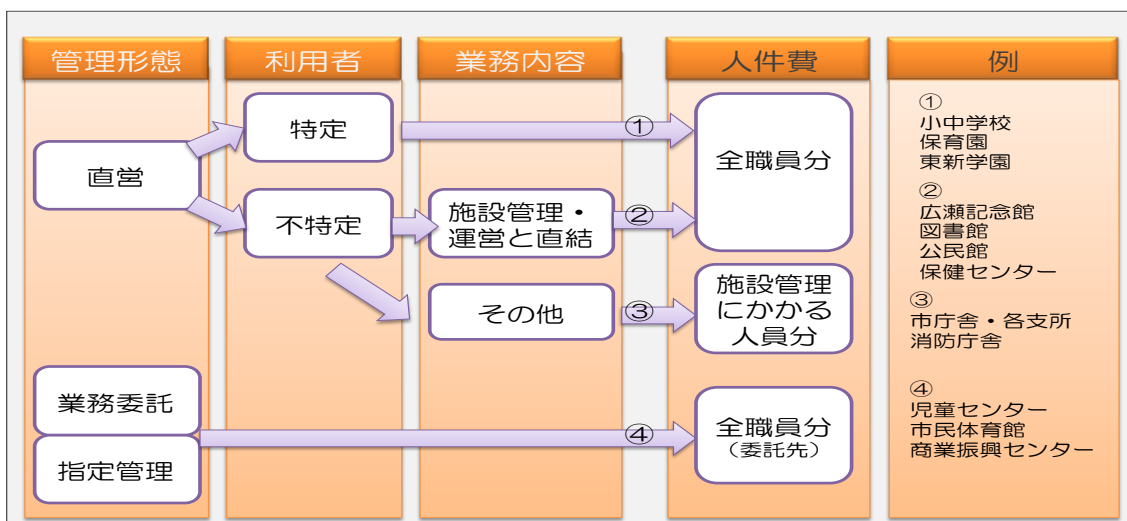 管理形態
利用者
業務内容
人件費
例
直営
特定
①
全職員分
不特定
施設管理・
運営と直結
②
その他
③
施設管理
にかかる
人員分
業務委託
指定管理
④
全職員分
（委託先）
①
小中学校
保育園
東新学園
②
広瀬記念館
図書館
公民館
保健センター
③
市庁舎・各支所
消防庁舎
④
児童センター
市民体育館
商業振興センター